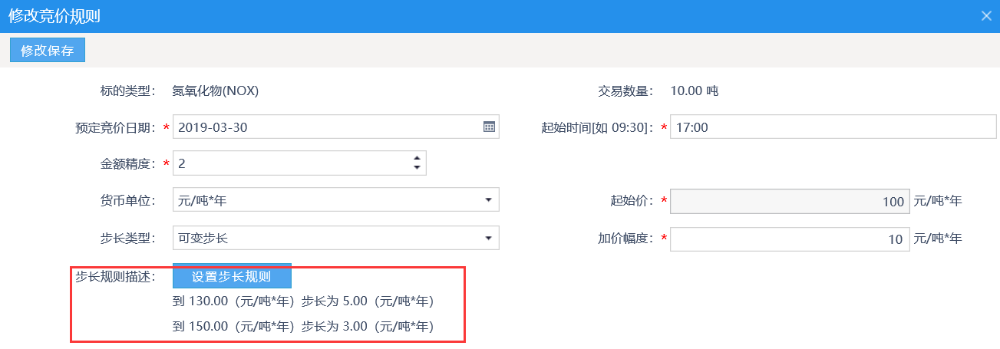 修改竞价规则
修改保存
标的类型： 氮氧化物(NOX) 交易数量： 10.00 吨
预定竞价日期：* 2019-03-30 起始时间[如 09:30]：* 17:00
金额精度：* 2
货币单位： 元/吨*年 起始价：* 100 元/吨*年
步长类型： 可变步长 加价幅度：* 10 元/吨*年
步长规则描述： 设置步长规则
到 130.00（元/吨*年）步长为 5.00（元/吨*年）
到 150.00（元/吨*年）步长为 3.00（元/吨*年）